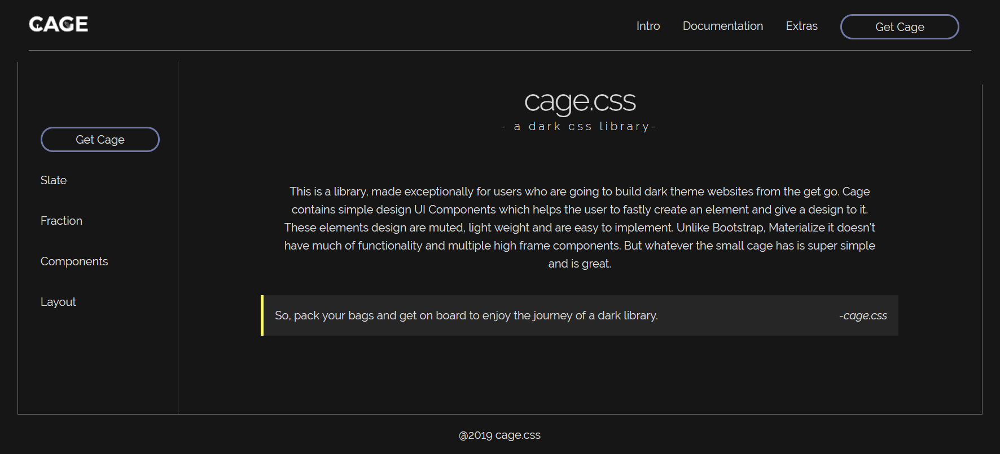 CAGE
Intro
Documentation
Extras
Get Cage
Get Cage
Slate
Fraction
Components
Layout
cage.css
- a dark css library-
This is a library, made exceptionally for users who are going to build dark theme websites from the get go. Cage
contains simple design UI Components which helps the user to fastly create an element and give a design to it.
These elements design are muted, light weight and are easy to implement. Unlike Bootstrap, Materialize it doesn't
have much of functionality and multiple high frame components. But whatever the small cage has is super simple
and is great.
So, pack your bags and get on board to enjoy the journey of a dark library.
-cage.css
@2019 cage.css